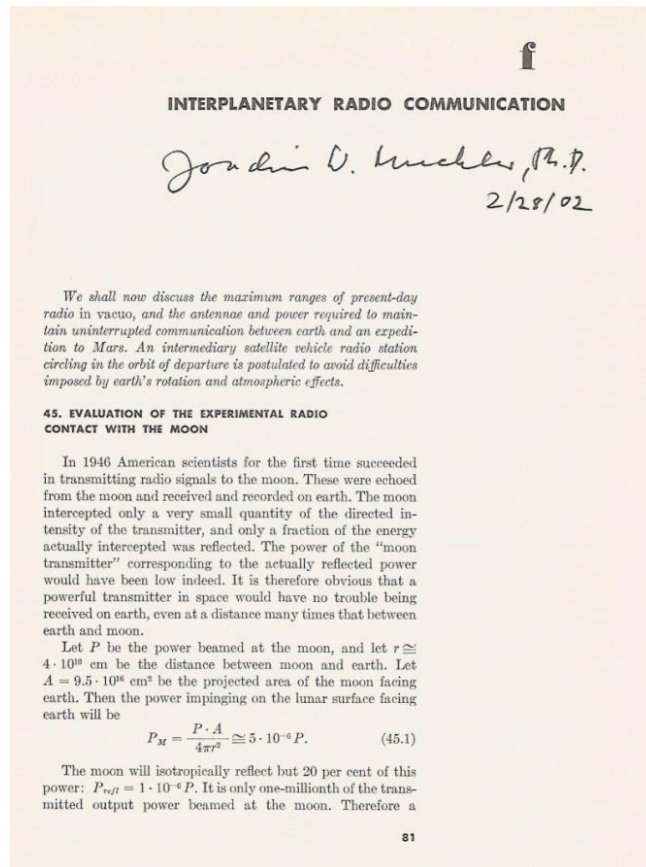 f
INTERPLANETARY RADIO COMMUNICATION
W. , Ph.D.
2/28/02
We shall now discuss the maximum ranges of present-day
radio in vacuo, and the antennae and power required to main-
tain uninterrupted communication between earth and an expedi-
tion to Mars. An intermediary satellite vehicle radio station
circling in the orbit of departure is postulated to avoid difficulties
imposed by earth's rotation and atmospheric effects.
45. EVALUATION OF THE EXPERIMENTAL RADIO
CONTACT WITH THE MOON
In 1946 American scientists for the first time succeeded
in transmitting radio signals to the moon. These were echoed
from the moon and received and recorded on earth. The moon
intercepted only a very small quantity of the directed in-
tensity of the transmitter, and only a fraction of the energy
actually intercepted was reflected. The power of the “moon
transmitter” corresponding to the actually reflected power
would have been low indeed. It is therefore obvious that a
powerful transmitter in space would have no trouble being
received on earth, even at a distance many times that between
earth and moon.
Let P be the power beamed at the moon, and let r ≅
4 · 10¹⁰ cm be the distance between moon and earth. Let
A = 9.5 · 10¹⁶ cm² be the projected area of the moon facing
earth. Then the power impinging on the lunar surface facing
earth will be
P_M = P · A / 4πr² ≅ 5 · 10⁻⁶ P. (45.1)
The moon will isotropically reflect but 20 per cent of this
power: P_refl = 1 · 10⁻⁶ P. It is only one-millionth of the trans-
mitted output power beamed at the moon. Therefore a
81